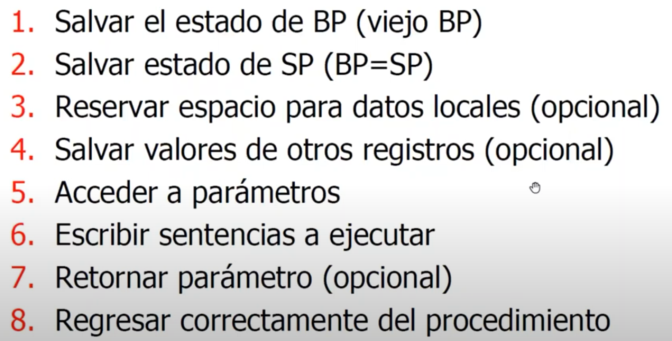 1. Salvar el estado de BP (viejo BP)
2. Salvar estado de SP (BP=SP)
3. Reservar espacio para datos locales (opcional)
4. Salvar valores de otros registros (opcional)
5. Acceder a parámetros
6. Escribir sentencias a ejecutar
7. Retornar parámetro (opcional)
8. Regresar correctamente del procedimiento